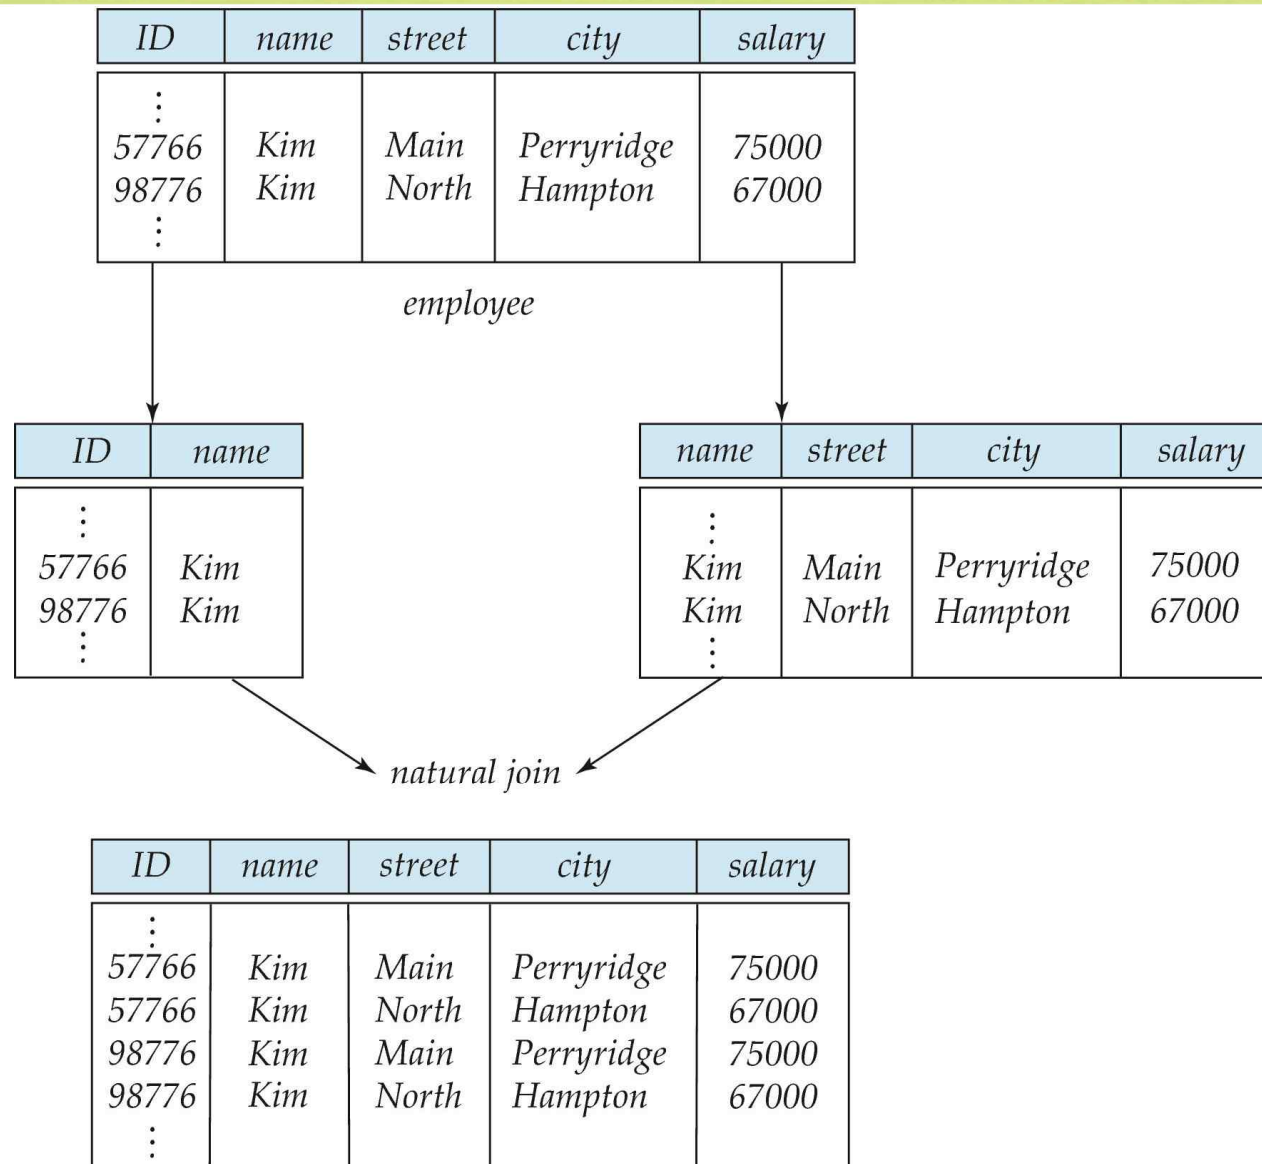 ID name street city salary
⋮
57766 Kim Main Perryridge 75000
98776 Kim North Hampton 67000
⋮
employee
ID name
⋮
57766 Kim
98776 Kim
⋮
name street city salary
⋮
Kim Main Perryridge 75000
Kim North Hampton 67000
⋮
natural join
ID name street city salary
⋮
57766 Kim Main Perryridge 75000
57766 Kim North Hampton 67000
98776 Kim Main Perryridge 75000
98776 Kim North Hampton 67000
⋮